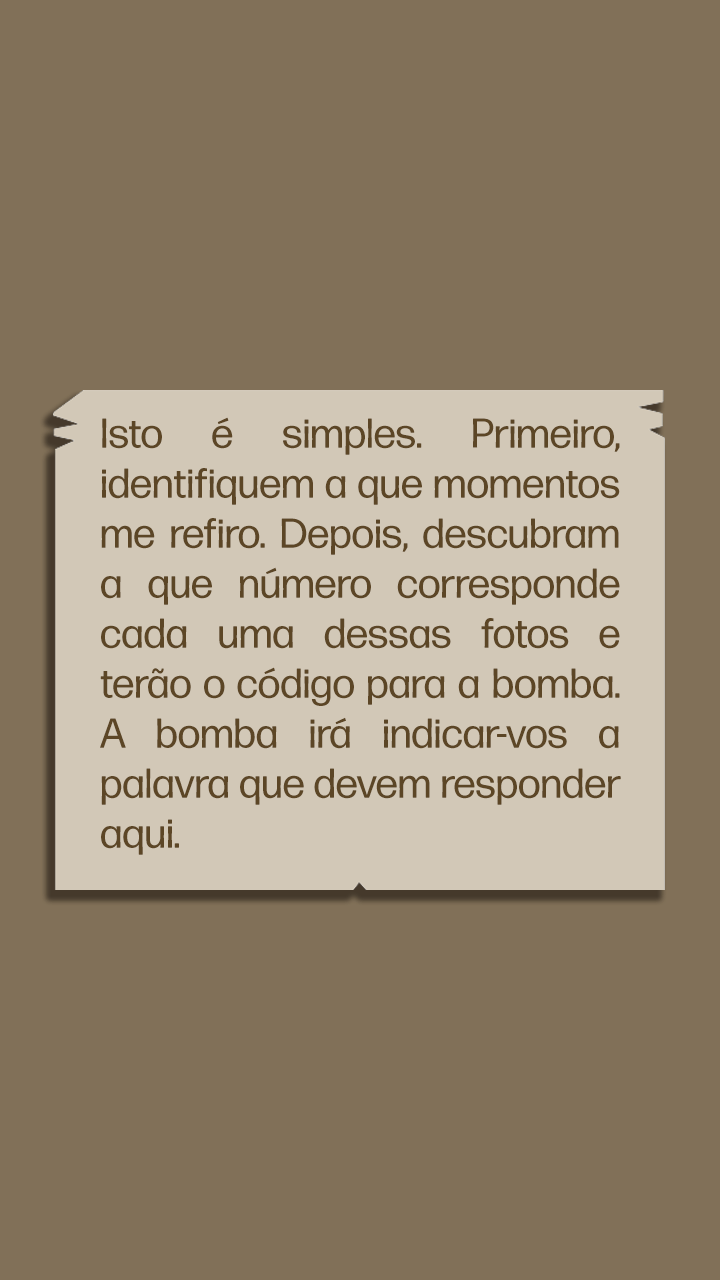 Isto é simples. Primeiro,
identifiquem a que momentos
me refiro. Depois, descubram
a que número corresponde
cada uma dessas fotos e
terão o código para a bomba.
A bomba irá indicar-vos a
palavra que devem responder
aqui.